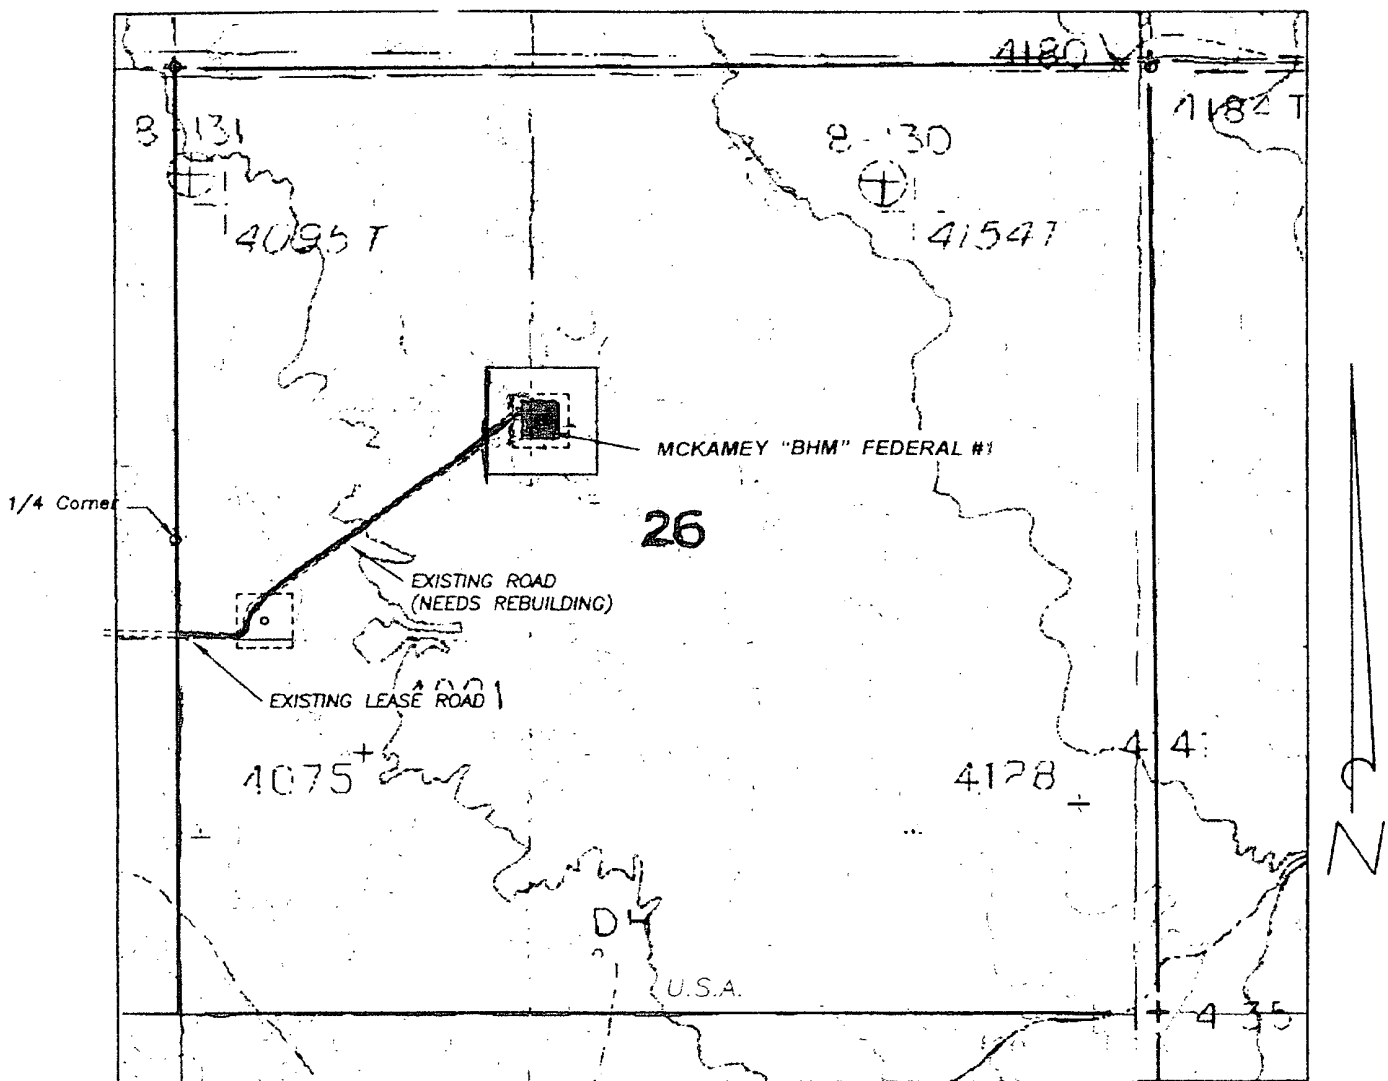 4180
4184 T
8-131
8-130
4095 T
4154T
MCKAMEY "BHM" FEDERAL #1
1/4 Corner
26
EXISTING ROAD
(NEEDS REBUILDING)
EXISTING LEASE ROAD
4075
4128
N
U.S.A.